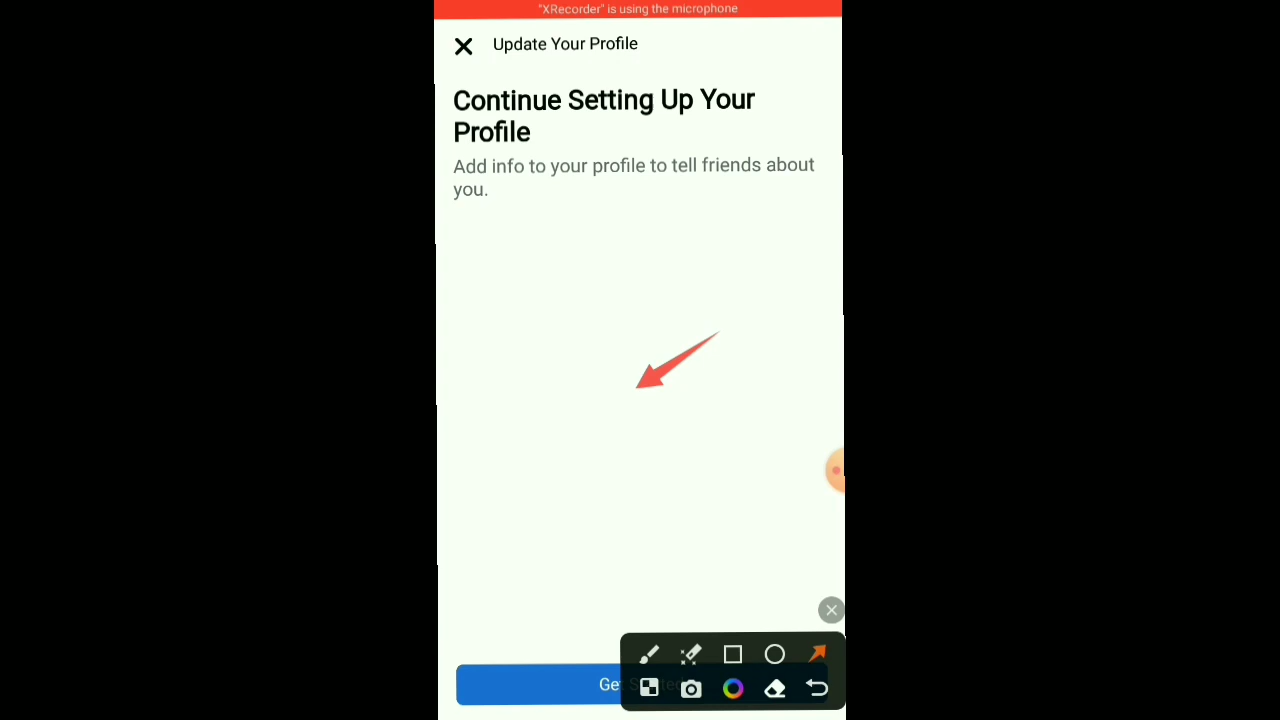 "XRecorder" is using the microphone
Update Your Profile
Continue Setting Up Your
Profile
Add info to your profile to tell friends about
you.